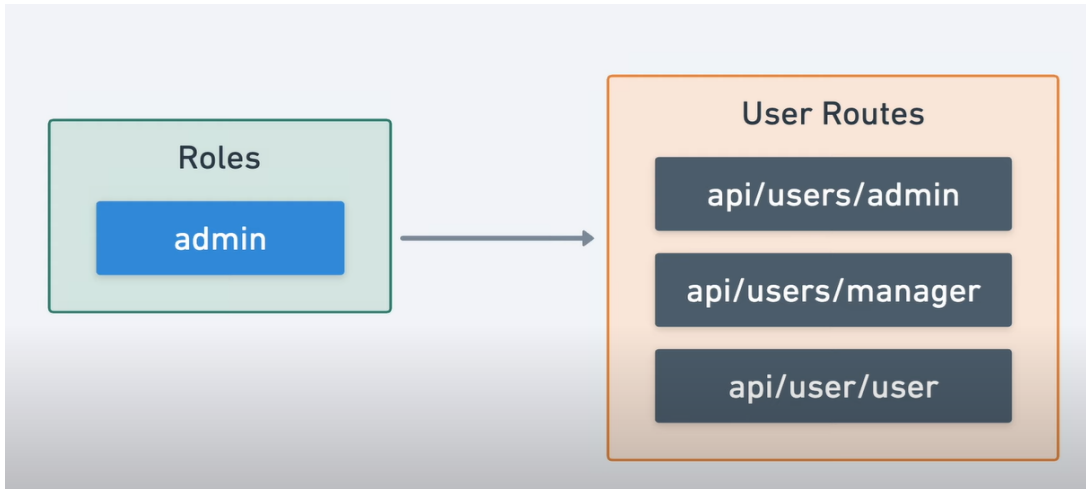 Roles
admin
User Routes
api/users/admin
api/users/manager
api/user/user